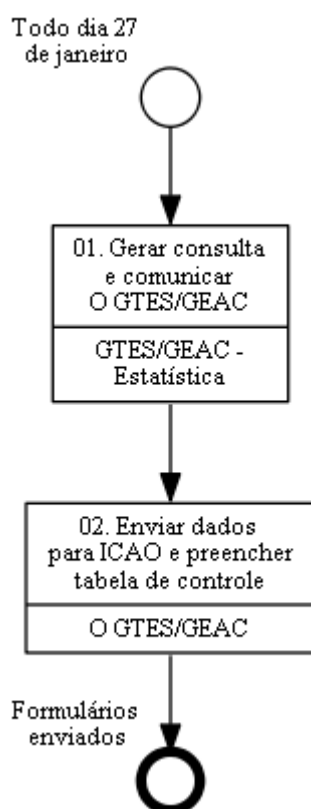 Todo dia 27
de janeiro
01. Gerar consulta
e comunicar
O GTES/GEAC
GTES/GEAC -
Estatística
02. Enviar dados
para ICAO e preencher
tabela de controle
O GTES/GEAC
Formulários
enviados